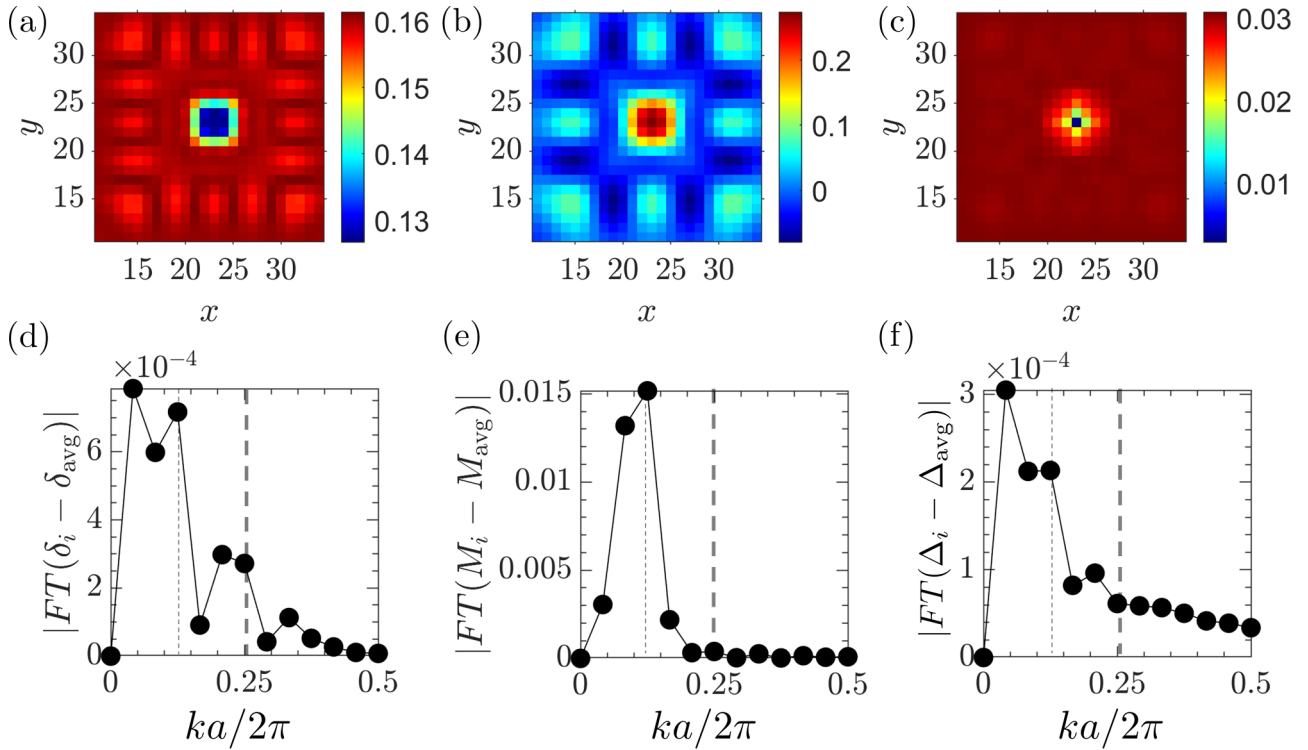 (a)
30
25
20
15
y
15 20 25 30
x
0.16
0.15
0.14
0.13
(b)
30
25
20
15
y
15 20 25 30
x
0.2
0.1
0
(c)
30
25
20
15
y
15 20 25 30
x
0.03
0.02
0.01
(d)
×10⁻⁴
|FT(δᵢ − δ_avg)|
6
4
2
0
0 0.25 0.5
ka/2π
(e)
|FT(Mᵢ − M_avg)|
0.015
0.01
0.005
0
0 0.25 0.5
ka/2π
(f)
×10⁻⁴
|FT(Δᵢ − Δ_avg)|
3
2
1
0
0 0.25 0.5
ka/2π